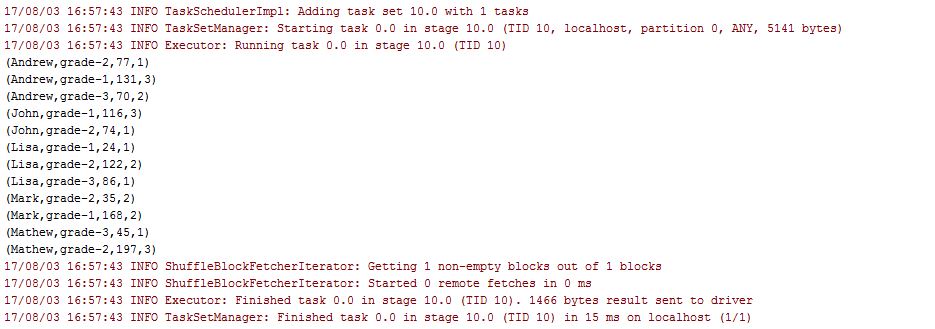 17/08/03 16:57:43 INFO TaskSchedulerImpl: Adding task set 10.0 with 1 tasks
17/08/03 16:57:43 INFO TaskSetManager: Starting task 0.0 in stage 10.0 (TID 10, localhost, partition 0, ANY, 5141 bytes)
17/08/03 16:57:43 INFO Executor: Running task 0.0 in stage 10.0 (TID 10)
(Andrew,grade-2,77,1)
(Andrew,grade-1,131,3)
(Andrew,grade-3,70,2)
(John,grade-1,116,3)
(John,grade-2,74,1)
(Lisa,grade-1,24,1)
(Lisa,grade-2,122,2)
(Lisa,grade-3,86,1)
(Mark,grade-2,35,2)
(Mark,grade-1,168,2)
(Mathew,grade-3,45,1)
(Mathew,grade-2,197,3)
17/08/03 16:57:43 INFO ShuffleBlockFetcherIterator: Getting 1 non-empty blocks out of 1 blocks
17/08/03 16:57:43 INFO ShuffleBlockFetcherIterator: Started 0 remote fetches in 0 ms
17/08/03 16:57:43 INFO Executor: Finished task 0.0 in stage 10.0 (TID 10). 1466 bytes result sent to driver
17/08/03 16:57:43 INFO TaskSetManager: Finished task 0.0 in stage 10.0 (TID 10) in 15 ms on localhost (1/1)